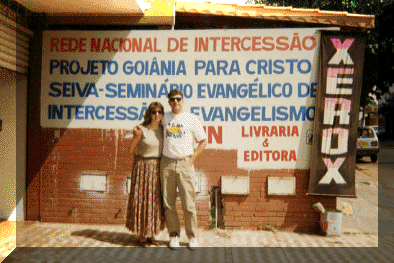 REDE NACIONAL DE INTERCESSÃO
PROJETO GOIÂNIA PARA CRISTO
SEIVA-SEMINÁRIO EVANGÉLICO DE
INTERCESSÃO EVANGELISMO
LIVRARIA
&
EDITORA
XEROX